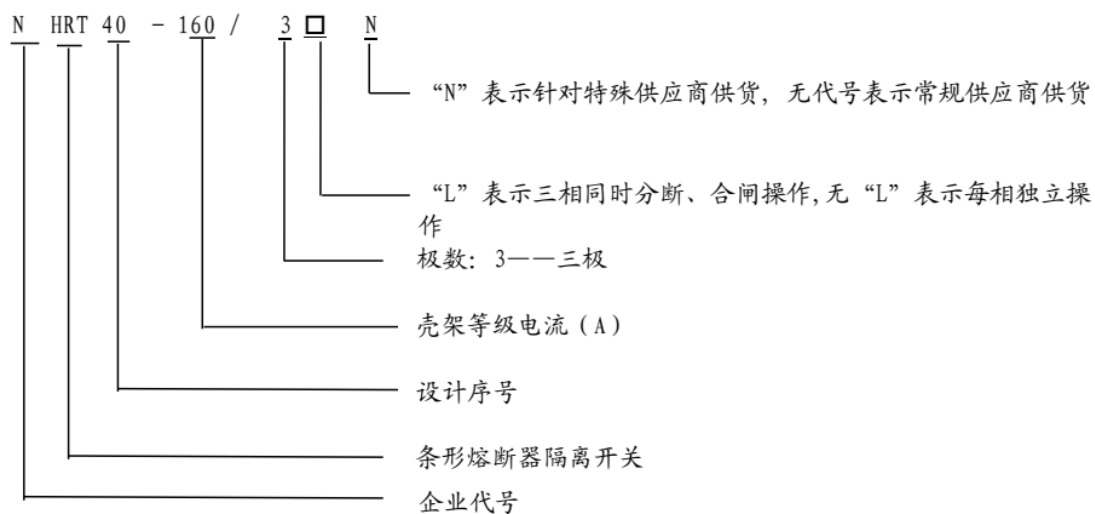 N HRT 40 - 160 / 3 □ N
“N”表示针对特殊供应商供货，无代号表示常规供应商供货
“L”表示三相同时分断、合闸操作,无“L”表示每相独立操
作
极数：3——三极
壳架等级电流（A）
设计序号
条形熔断器隔离开关
企业代号